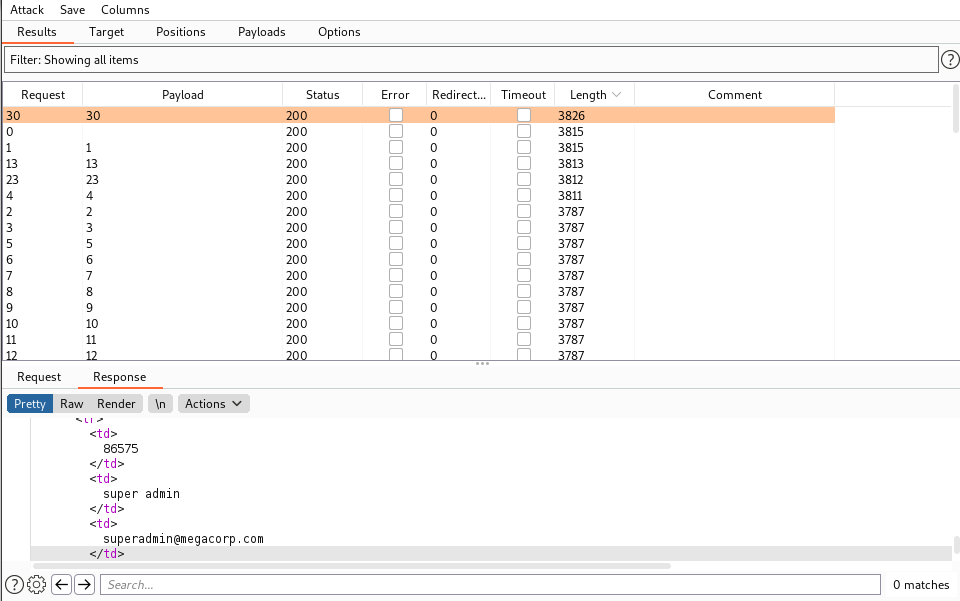 Attack Save Columns
Results Target Positions Payloads Options
Filter: Showing all items ?
Request Payload Status Error Redirect... Timeout Length Comment
30 30 200 0 3826
0 200 0 3815
1 1 200 0 3815
13 13 200 0 3813
23 23 200 0 3812
4 4 200 0 3811
2 2 200 0 3787
3 3 200 0 3787
5 5 200 0 3787
6 6 200 0 3787
7 7 200 0 3787
8 8 200 0 3787
9 9 200 0 3787
10 10 200 0 3787
11 11 200 0 3787
12 12 200 0 3787
Request Response
Pretty Raw Render \n Actions
<tr>
<td>
86575
</td>
<td>
super admin
</td>
<td>
superadmin@megacorp.com
</td>
? Search... 0 matches